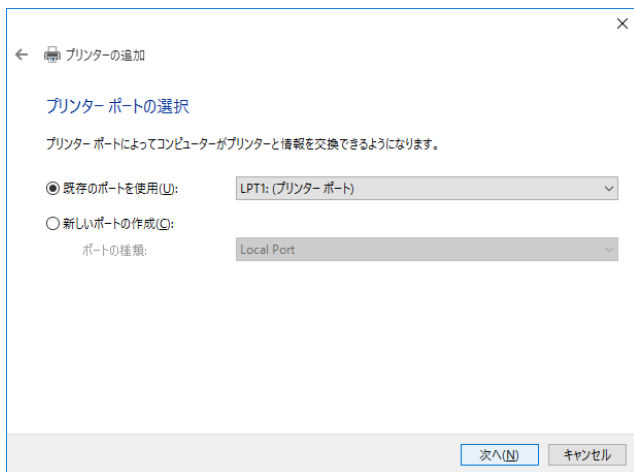 プリンターの追加
プリンター ポートの選択
プリンター ポートによってコンピューターがプリンターと情報を交換できるようになります。
既存のポートを使用(U): LPT1: (プリンター ポート)
新しいポートの作成(C):
ポートの種類: Local Port
次へ(N) キャンセル